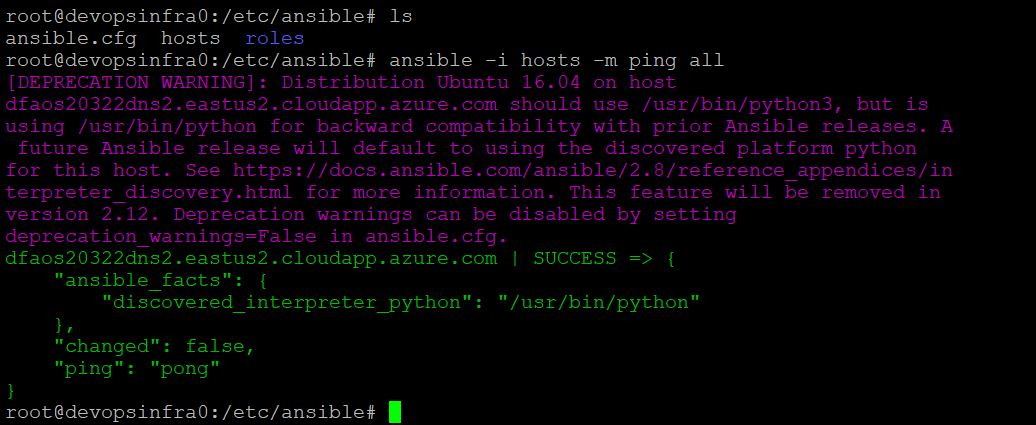 root@devopsinfra0:/etc/ansible# ls
ansible.cfg  hosts  roles
root@devopsinfra0:/etc/ansible# ansible -i hosts -m ping all
[DEPRECATION WARNING]: Distribution Ubuntu 16.04 on host
dfaos20322dns2.eastus2.cloudapp.azure.com should use /usr/bin/python3, but is
using /usr/bin/python for backward compatibility with prior Ansible releases. A
 future Ansible release will default to using the discovered platform python
for this host. See https://docs.ansible.com/ansible/2.8/reference_appendices/in
terpreter_discovery.html for more information. This feature will be removed in
version 2.12. Deprecation warnings can be disabled by setting
deprecation_warnings=False in ansible.cfg.
dfaos20322dns2.eastus2.cloudapp.azure.com | SUCCESS => {
    "ansible_facts": {
        "discovered_interpreter_python": "/usr/bin/python"
    },
    "changed": false,
    "ping": "pong"
}
root@devopsinfra0:/etc/ansible#